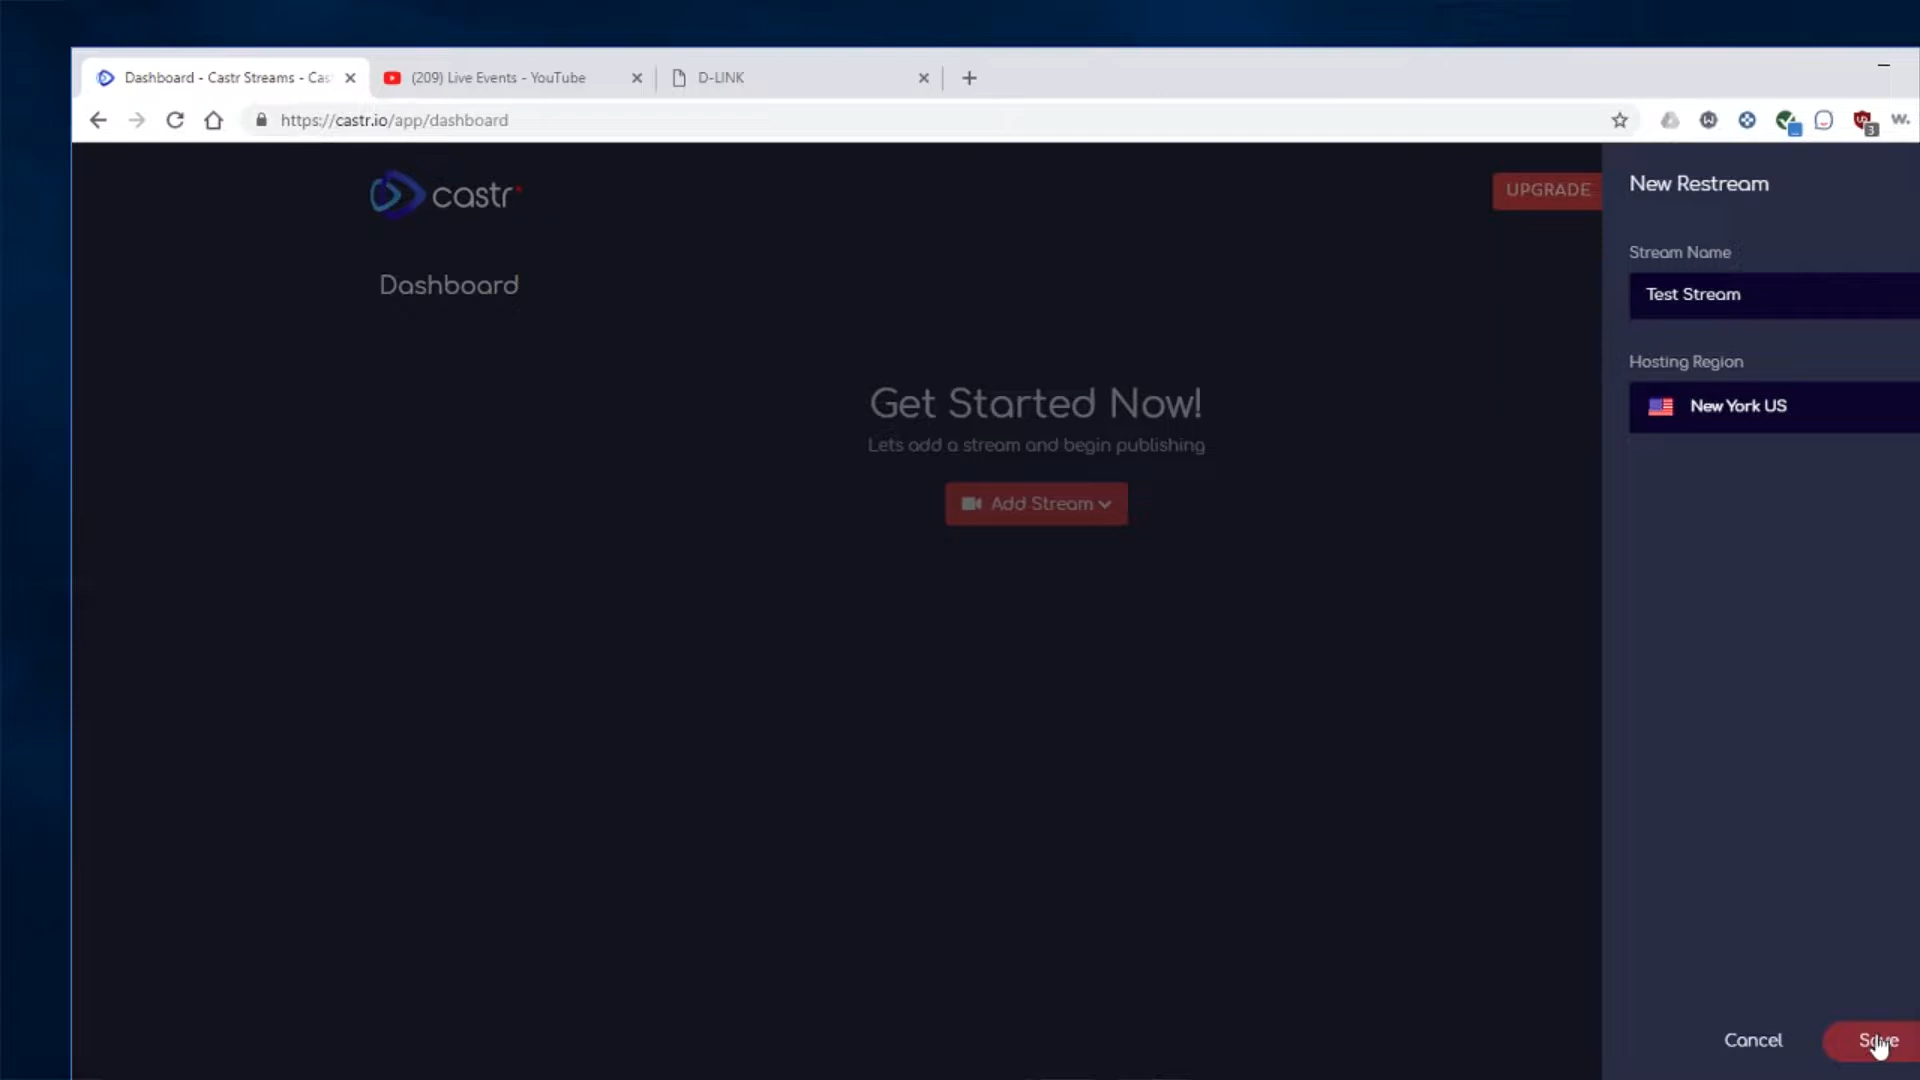 Dashboard - Castr Streams - Cas
(209) Live Events - YouTube
D-LINK
https://castr.io/app/dashboard
3
w.
castr
UPGRADE
New Restream
Dashboard
Stream Name
Test Stream
Hosting Region
New York US
Get Started Now!
Lets add a stream and begin publishing
Add Stream
Cancel
Save